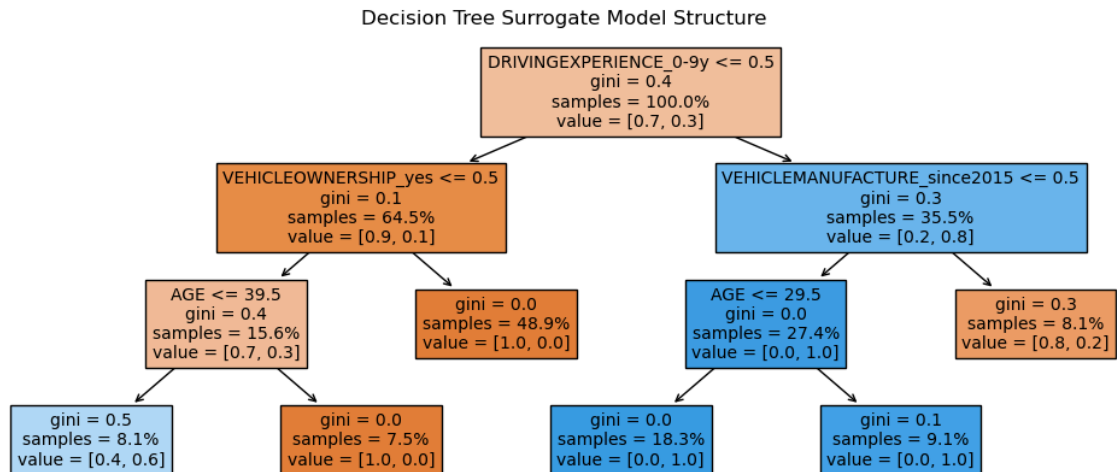 Decision Tree Surrogate Model Structure
DRIVINGEXPERIENCE_0-9y <= 0.5
gini = 0.4
samples = 100.0%
value = [0.7, 0.3]
VEHICLEOWNERSHIP_yes <= 0.5
gini = 0.1
samples = 64.5%
value = [0.9, 0.1]
VEHICLEMANUFACTURE_since2015 <= 0.5
gini = 0.3
samples = 35.5%
value = [0.2, 0.8]
AGE <= 39.5
gini = 0.4
samples = 15.6%
value = [0.7, 0.3]
gini = 0.0
samples = 48.9%
value = [1.0, 0.0]
AGE <= 29.5
gini = 0.0
samples = 27.4%
value = [0.0, 1.0]
gini = 0.3
samples = 8.1%
value = [0.8, 0.2]
gini = 0.5
samples = 8.1%
value = [0.4, 0.6]
gini = 0.0
samples = 7.5%
value = [1.0, 0.0]
gini = 0.0
samples = 18.3%
value = [0.0, 1.0]
gini = 0.1
samples = 9.1%
value = [0.0, 1.0]